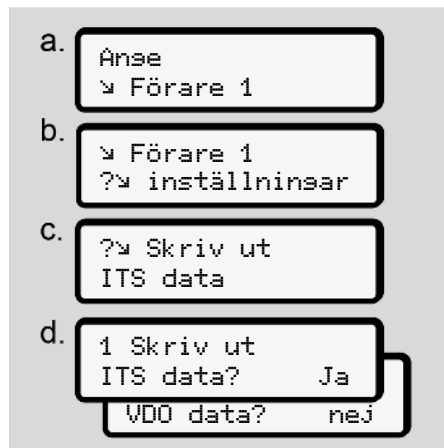 a.
Ange
↘ Förare 1
b.
↘ Förare 1
?↘ inställningar
c.
?↘ Skriv ut
ITS data
d.
1 Skriv ut
ITS data? Ja
VDO data? nej